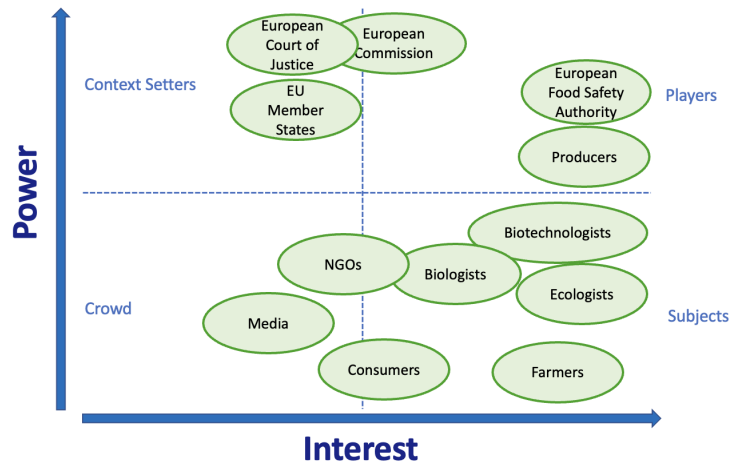 European
Court of
Justice
European
Commission
Context Setters
EU
Member
States
European
Food Safety
Authority
Players
Producers
Power
Biotechnologists
NGOs
Biologists
Ecologists
Crowd
Media
Subjects
Consumers
Farmers
Interest